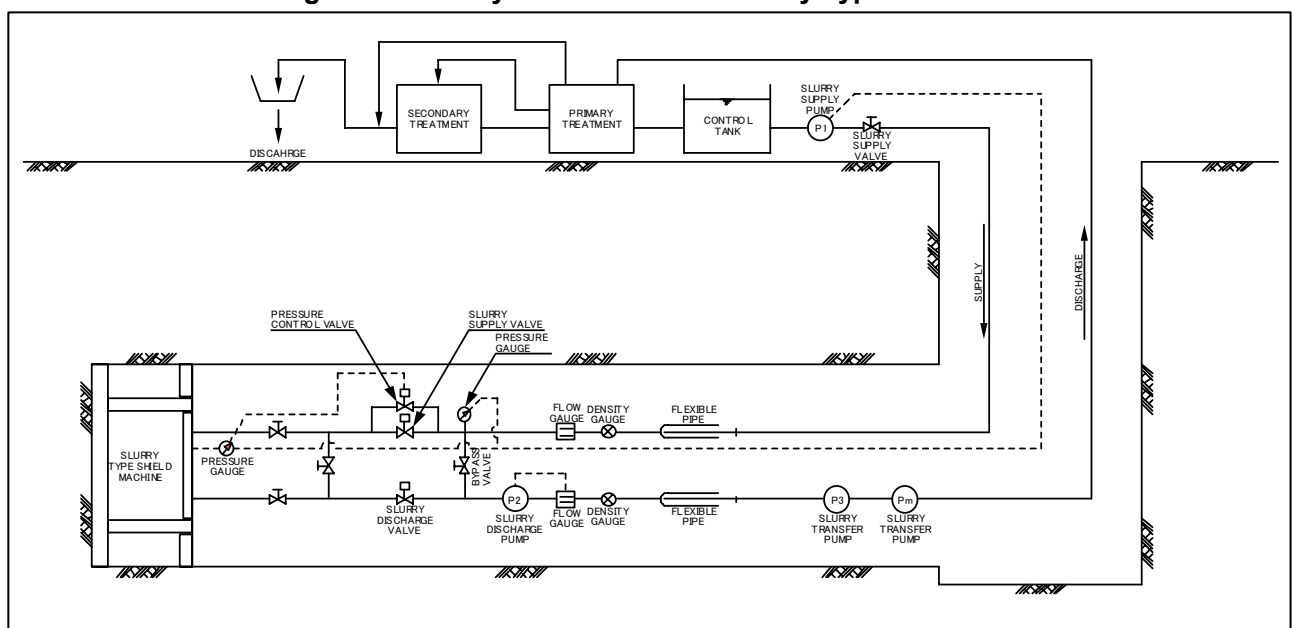 SLURRY
SUPPLY
PUMP
SECONDARY
TREATMENT
PRIMARY
TREATMENT
CONTROL
TANK
P1
SLURRY
SUPPLY
VALVE
DISCAHRGE
SUPPLY
DISCHARGE
PRESSURE
CONTROL VALVE
SLURRY
SUPPLY VALVE
PRESSURE
GAUGE
FLOW
GAUGE
DENSITY
GAUGE
FLEXIBLE
PIPE
SLURRY
TYPE SHIELD
MACHINE
PRESSURE
GAUGE
BYPASS
VALVE
SLURRY
DISCHARGE
VALVE
P2
SLURRY
DISCHARGE
PUMP
FLOW
GAUGE
DENSITY
GAUGE
FLEXIBLE
PIPE
P3
SLURRY
TRANSFER
PUMP
Pm
SLURRY
TRANSFER
PUMP